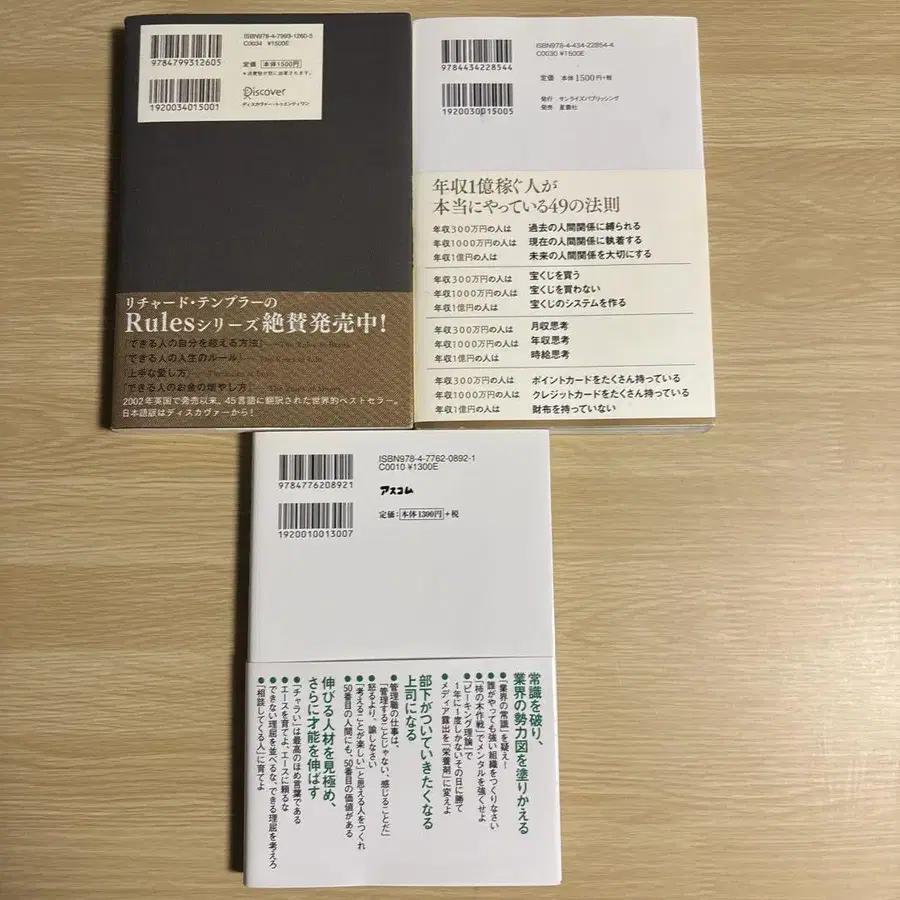 ISBN978-4-7993-1260-5
C0034 ¥1500E
9784799312605
定価 本体1500円
1920034015001
Discover
ディスカヴァー・トゥエンティワン
リチャード・テンプラーの
Rulesシリーズ絶賛発売中!
『できる人の自分を超える方法』
『できる人の人生のルール』
『上手な愛し方』
『できる人のお金の増やし方』
2002年英国で発売以来、45言語に翻訳された世界的ベストセラー。
日本語版はディスカヴァーから!
ISBN978-4-434-22854-4
C0030 ¥1500E
9784434228544
定価 本体1500円+税
1920030015005
発行 サンライズパブリッシング
発売 星雲社
年収1億稼ぐ人が
本当にやっている49の法則
年収300万円の人は 過去の人間関係に縛られる
年収1000万円の人は 現在の人間関係に執着する
年収1億円の人は 未来の人間関係を大切にする
年収300万円の人は 宝くじを買う
年収1000万円の人は 宝くじを買わない
年収1億円の人は 宝くじのシステムを作る
年収300万円の人は 月収思考
年収1000万円の人は 年収思考
年収1億円の人は 時給思考
年収300万円の人は ポイントカードをたくさん持っている
年収1000万円の人は クレジットカードをたくさん持っている
年収1億円の人は 財布を持っていない
ISBN978-4-7762-0892-1
C0010 ¥1300E
9784776208921
アスコム
定価:本体1300円+税
1920010013007
常識を破り、
業界の勢力図を塗りかえる
●「業界の常識」を疑え!
●誰がやっても強い組織をつくりなさい
●「柿の木作戦」でメンタルを強くせよ
●「ピーキング理論」で
1年に1度しかないその日に勝て
●メディア露出を「栄養剤」に変えよ
部下がついていきたくなる
上司になる
●管理職の仕事は、
「管理することじゃない、感じることだ」
●怒るより、諭しなさい
●「考えることが楽しい」と思える人をつくれ
●50番目の人間にも、50番目の価値がある
伸びる人材を見極め、
さらに才能を伸ばす
●「チャラい」は最高のほめ言葉である
●エースを育てよ、エースに頼るな
●できない理屈を並べるな、できる理屈を考えろ
●「相談してくる人」に育てよ